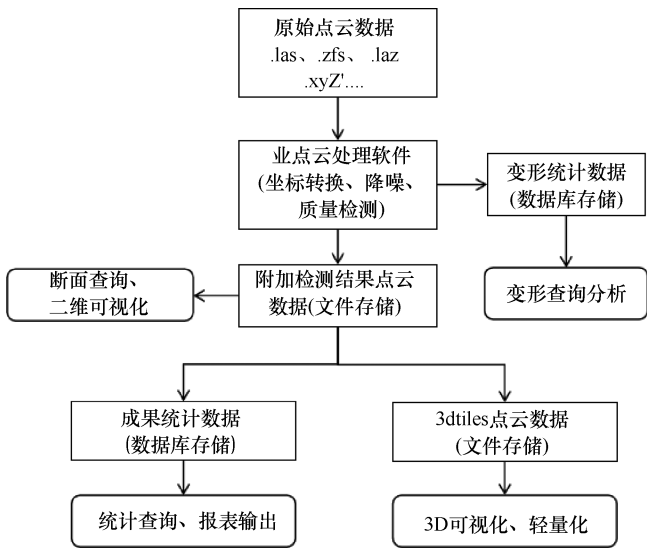 原始点云数据
.las、.zfs、 .laz
.xyZ'....
业点云处理软件
(坐标转换、降噪、
质量检测)
变形统计数据
(数据库存储)
断面查询、
二维可视化
附加检测结果点云
数据(文件存储)
变形查询分析
成果统计数据
(数据库存储)
3dtiles点云数据
(文件存储)
统计查询、报表输出
3D可视化、轻量化